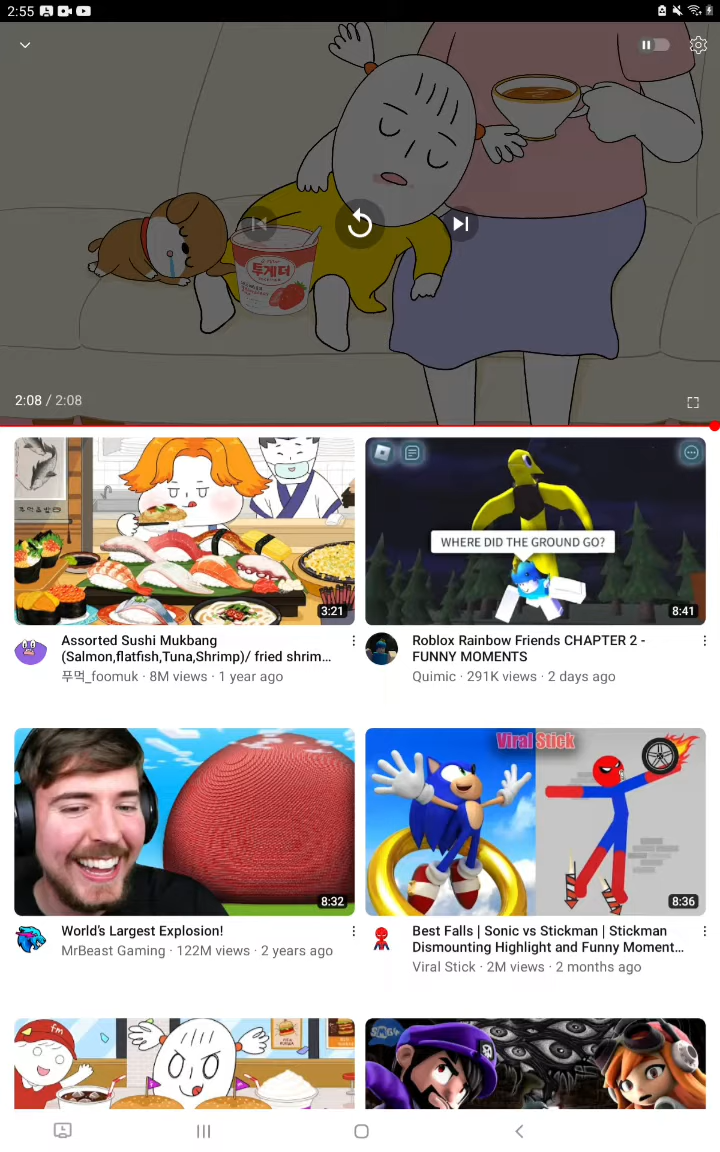 2:55
투게더
2:08 / 2:08
3:21
WHERE DID THE GROUND GO?
8:41
Assorted Sushi Mukbang
(Salmon,flatfish,Tuna,Shrimp)/ fried shrim...
푸먹_foomuk · 8M views · 1 year ago
Roblox Rainbow Friends CHAPTER 2 -
FUNNY MOMENTS
Quimic · 291K views · 2 days ago
8:32
Viral Stick
8:36
World's Largest Explosion!
MrBeast Gaming · 122M views · 2 years ago
Best Falls | Sonic vs Stickman | Stickman
Dismounting Highlight and Funny Moment...
Viral Stick · 2M views · 2 months ago
fm
SMG4